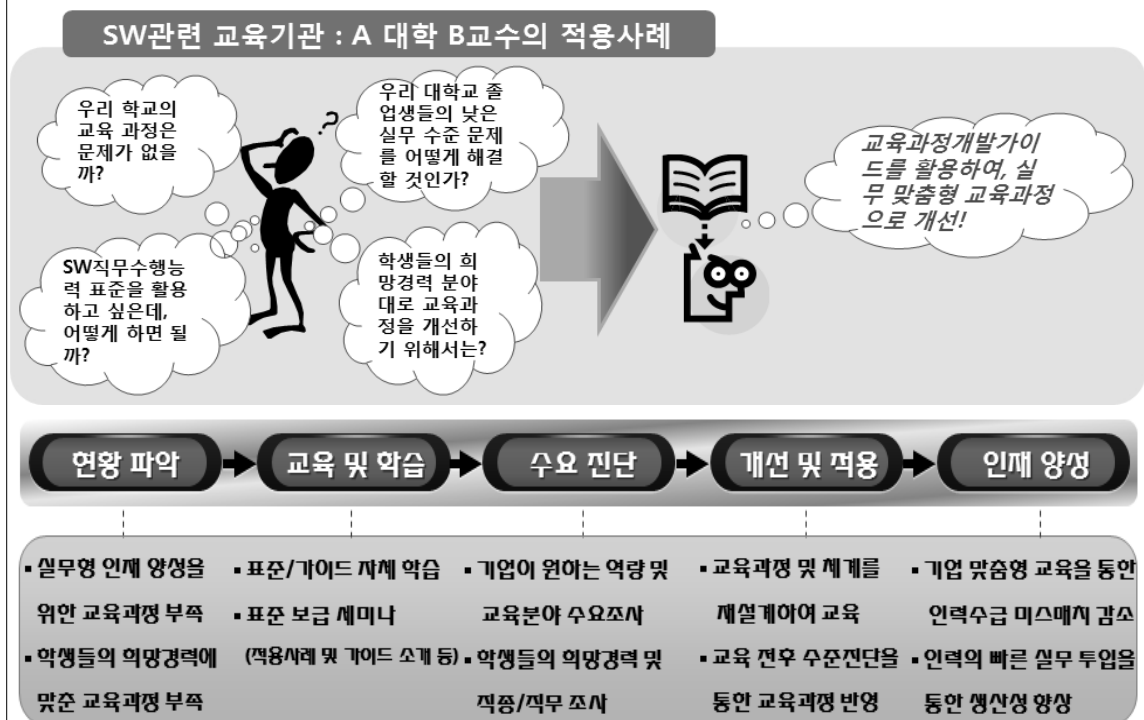 SW관련 교육기관 : A 대학 B교수의 적용사례
우리 학교의
교육 과정은
문제가 없을
까?
?
우리 대학교 졸
업생들의 낮은
실무 수준 문제
를 어떻게 해결
할 것인가?
SW직무수행능
력 표준을 활용
하고 싶은데,
어떻게 하면 될
까?
학생들의 희
망경력 분야
대로 교육과
정을 개선하
기 위해서는?
교육과정개발가이
드를 활용하여, 실
무 맞춤형 교육과정
으로 개선!
현황 파악
교육 및 학습
수요 진단
개선 및 적용
인재 양성
▪ 실무형 인재 양성을
위한 교육과정 부족
▪ 학생들의 희망경력에
맞춘 교육과정 부족
▪ 표준/가이드 자체 학습
▪ 표준 보급 세미나
(적용사례 및 가이드 소개 등)
▪ 기업이 원하는 역량 및
교육분야 수요조사
▪ 학생들의 희망경력 및
직종/직무 조사
▪ 교육과정 및 체계를
재설계하여 교육
▪ 교육 전후 수준진단을
통한 교육과정 반영
▪ 기업 맞춤형 교육을 통한
인력수급 미스매치 감소
▪ 인력의 빠른 실무 투입을
통한 생산성 향상